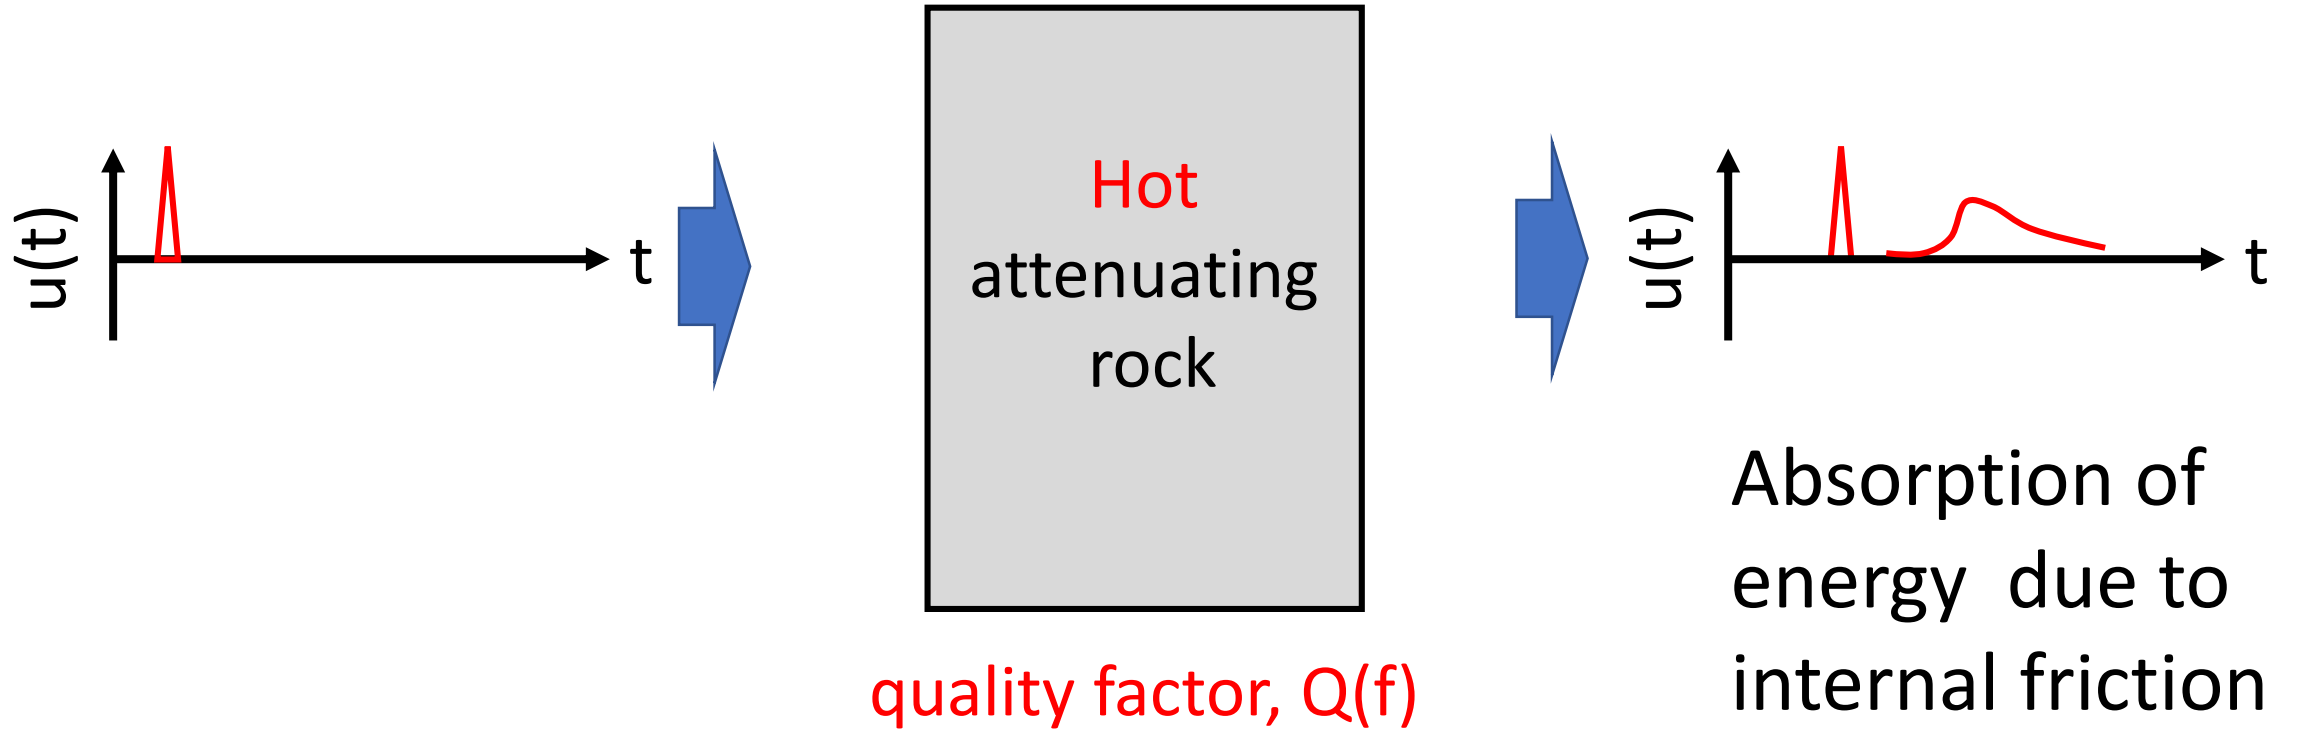 u(t)
t
Hot
attenuating
rock
quality factor, Q(f)
u(t)
t
Absorption of
energy due to
internal friction